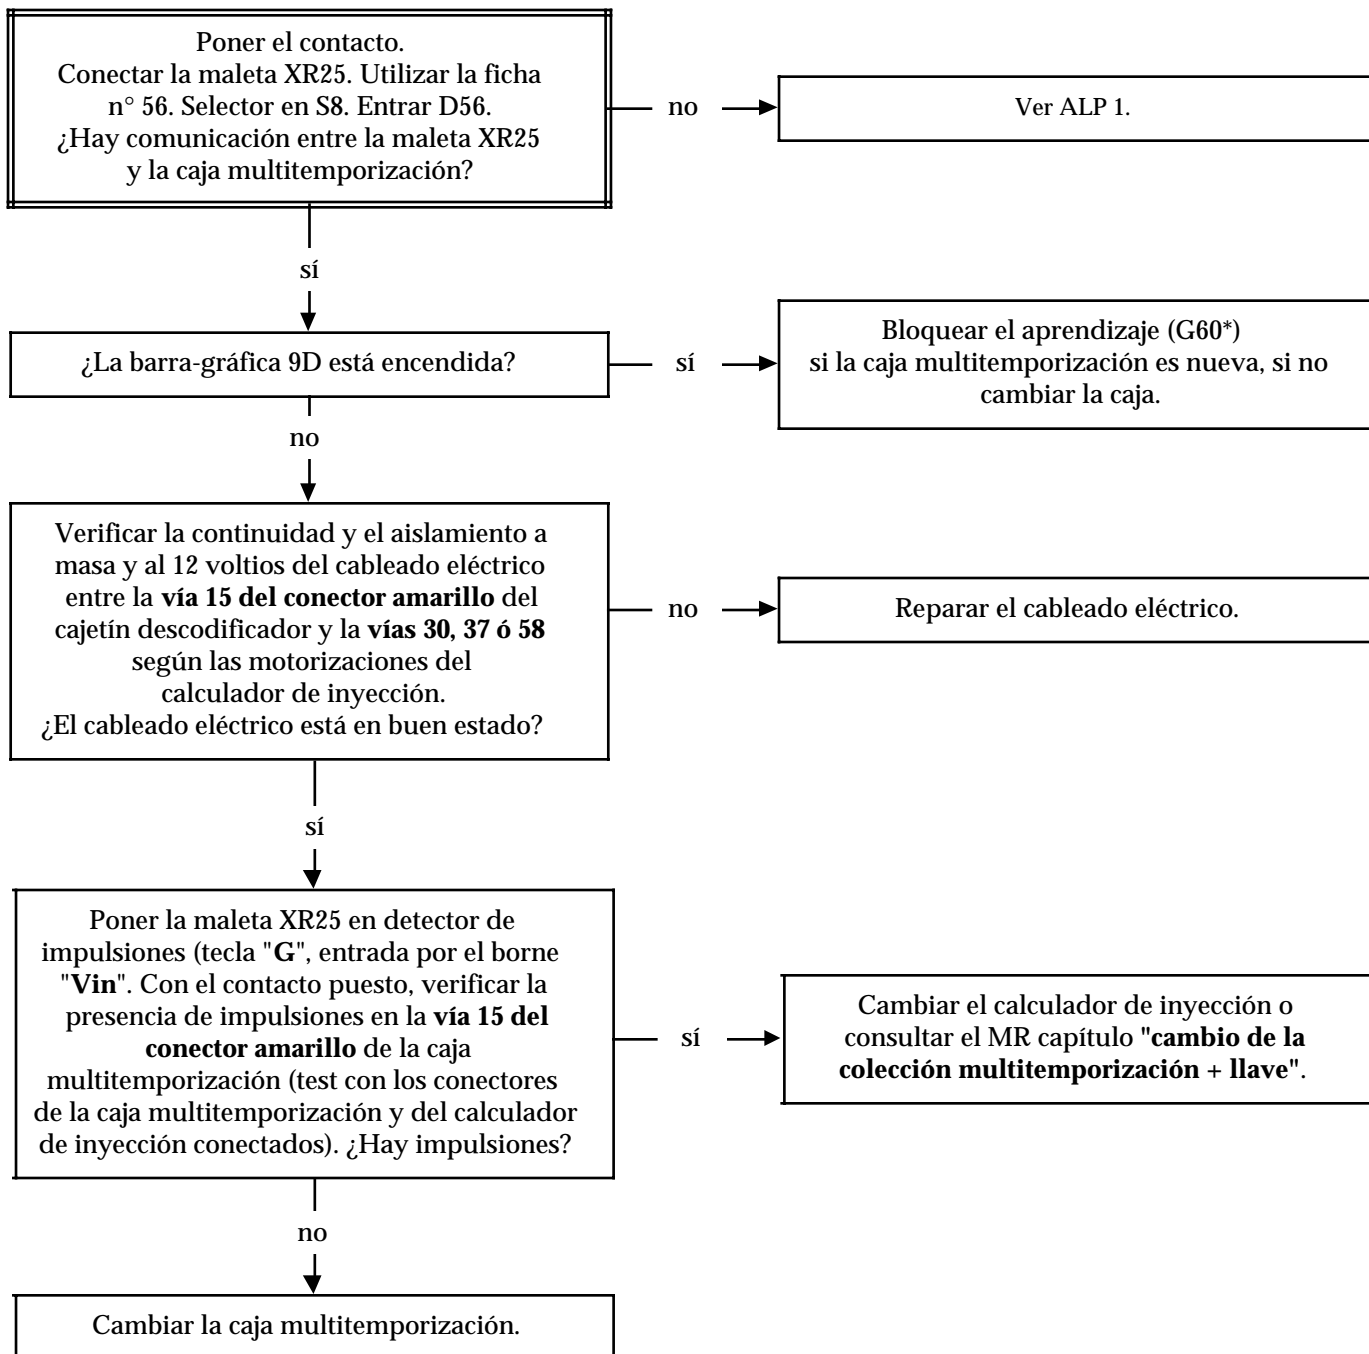 Poner el contacto.
Conectar la maleta XR25. Utilizar la ficha
n° 56. Selector en S8. Entrar D56.
¿Hay comunicación entre la maleta XR25
y la caja multitemporización?
no
Ver ALP 1.
sí
¿La barra-gráfica 9D está encendida?
sí
Bloquear el aprendizaje (G60*)
si la caja multitemporización es nueva, si no
cambiar la caja.
no
Verificar la continuidad y el aislamiento a
masa y al 12 voltios del cableado eléctrico
entre la vía 15 del conector amarillo del
cajetín descodificador y la vías 30, 37 ó 58
según las motorizaciones del
calculador de inyección.
¿El cableado eléctrico está en buen estado?
no
Reparar el cableado eléctrico.
sí
Poner la maleta XR25 en detector de
impulsiones (tecla "G", entrada por el borne
"Vin". Con el contacto puesto, verificar la
presencia de impulsiones en la vía 15 del
conector amarillo de la caja
multitemporización (test con los conectores
de la caja multitemporización y del calculador
de inyección conectados). ¿Hay impulsiones?
sí
Cambiar el calculador de inyección o
consultar el MR capítulo "cambio de la
colección multitemporización + llave".
no
Cambiar la caja multitemporización.